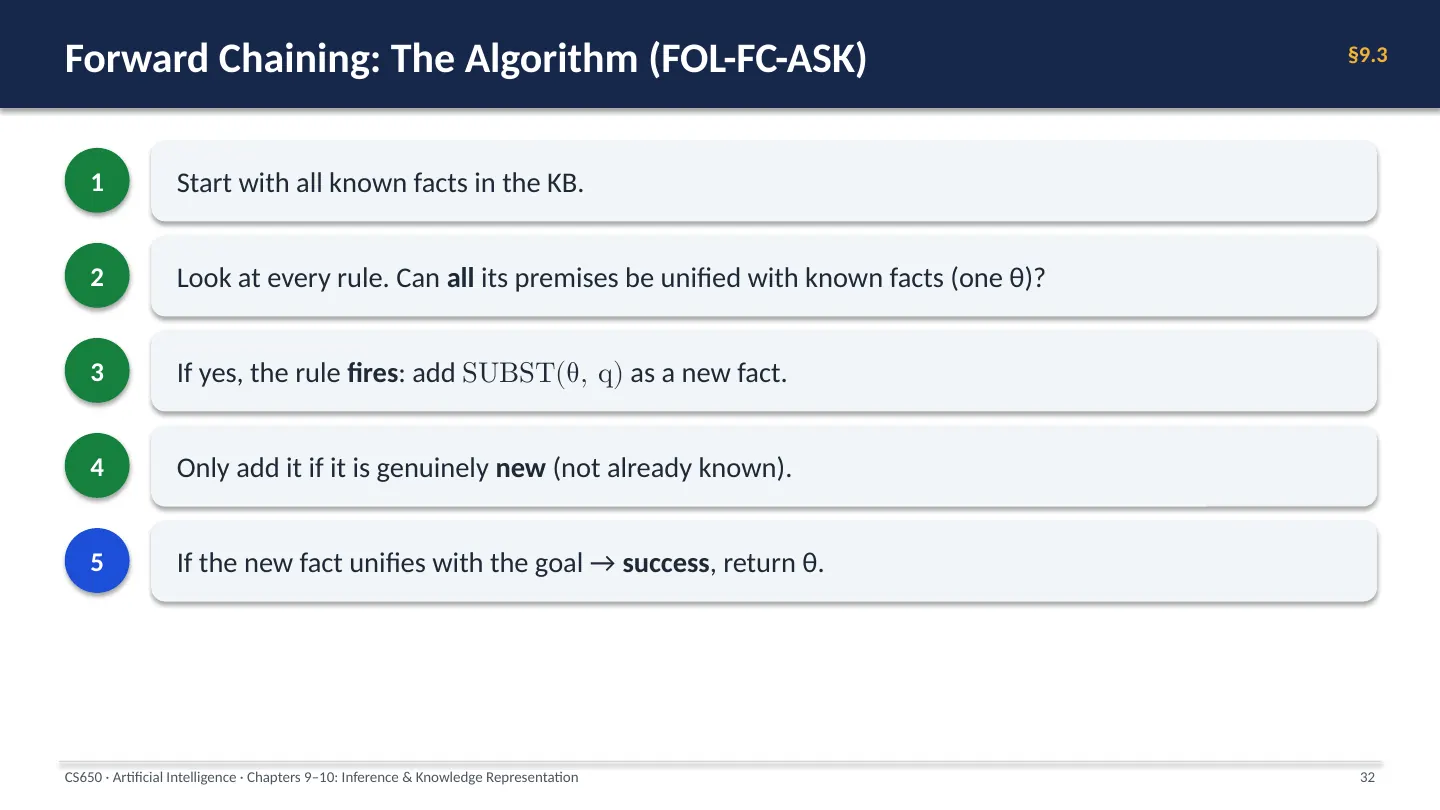 Forward Chaining: The Algorithm (FOL-FC-ASK)
§9.3
1
Start with all known facts in the KB.
2
Look at every rule. Can all its premises be unified with known facts (one θ)?
3
If yes, the rule fires: add SUBST(θ, q) as a new fact.
4
Only add it if it is genuinely new (not already known).
5
If the new fact unifies with the goal → success, return θ.
CS650 · Artificial Intelligence · Chapters 9–10: Inference & Knowledge Representation
32